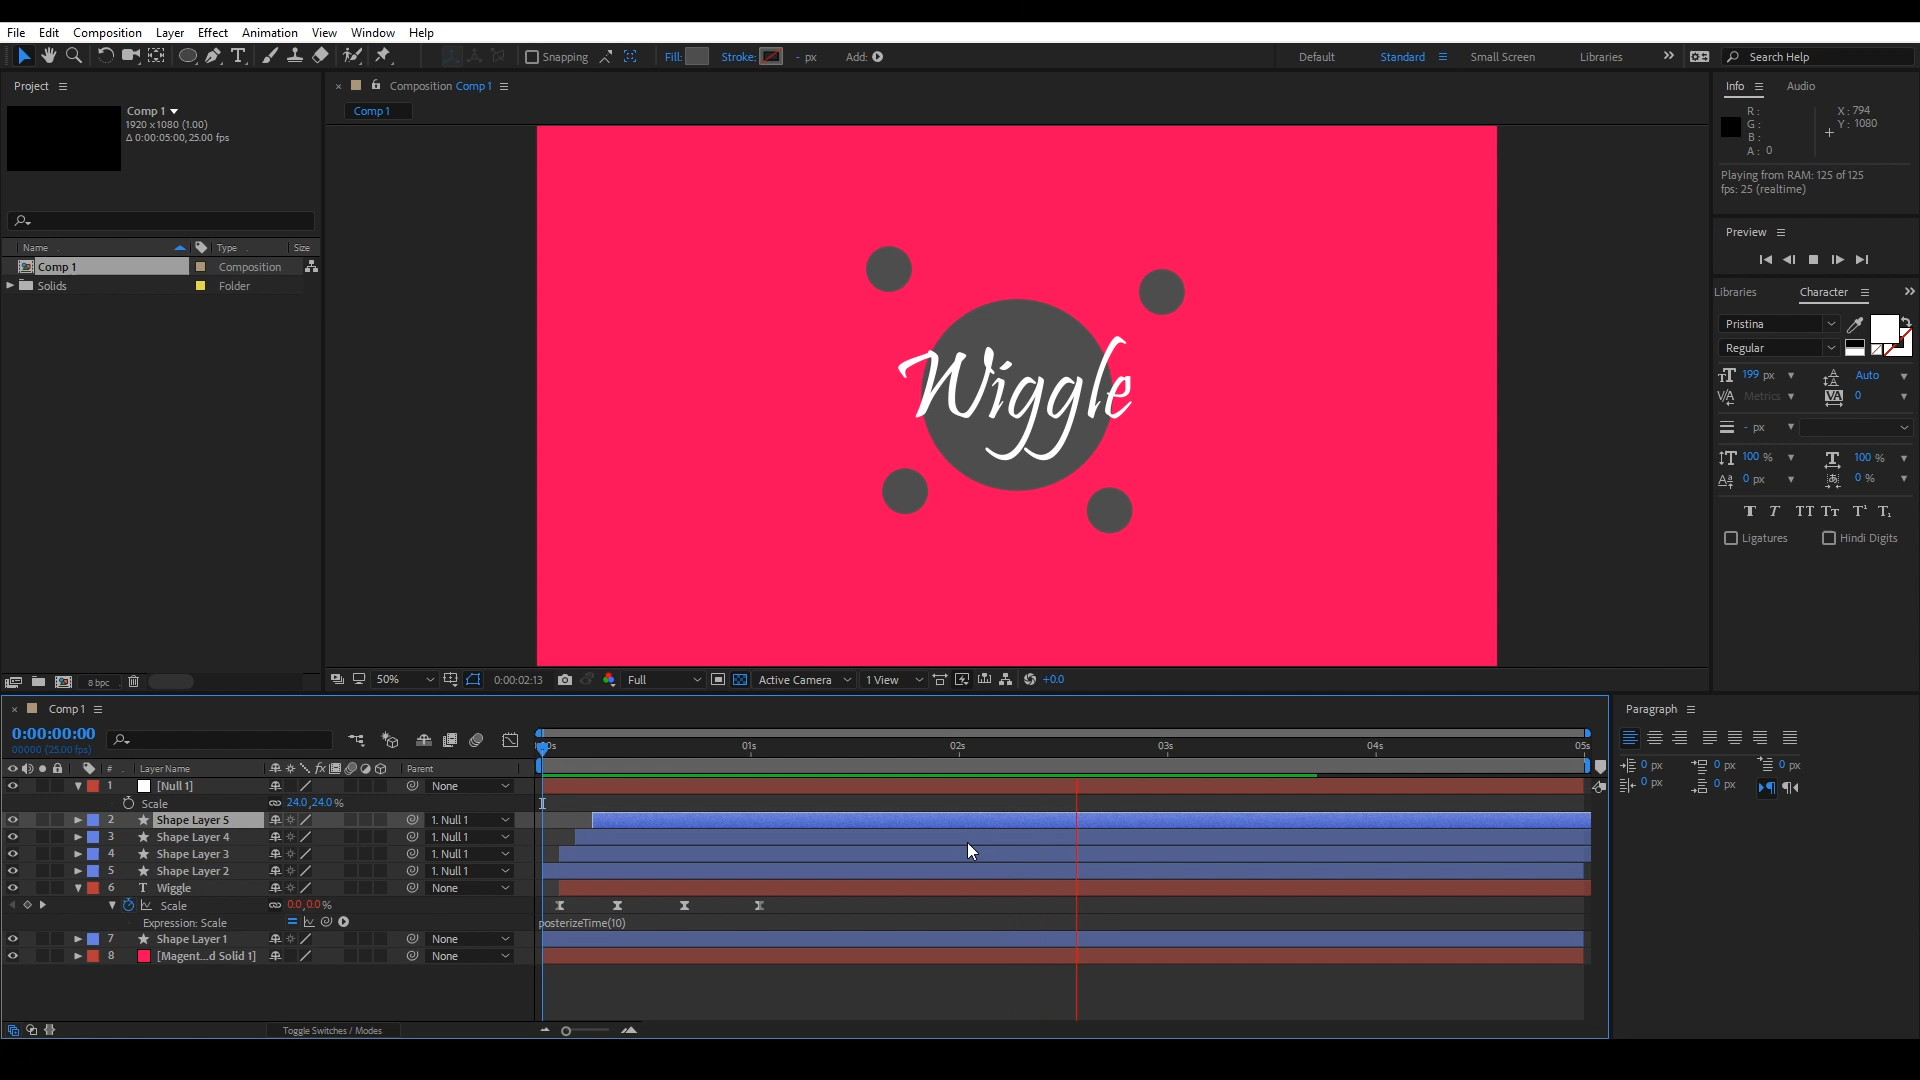 File Edit Composition Layer Effect Animation View Window Help
Snapping Fill: Stroke: - px Add: Default Standard Small Screen Libraries Search Help
Project
Comp 1
1920 x 1080 (1.00)
Δ 0:00:05:00, 25.00 fps
Name Type Size
Comp 1 Composition
Solids Folder
8 bpc
Composition Comp 1
Comp 1
Wiggle
50% 0:00:02:13 Full Active Camera 1 View +0.0
Info Audio
R: X: 794
G: Y: 1080
B:
A: 0
Playing from RAM: 125 of 125
fps: 25 (realtime)
Preview
Libraries Character
Pristina
Regular
199 px Auto
Metrics 0
- px
100 % 100 %
0 px 0 %
Ligatures Hindi Digits
Comp 1
0:00:00:00
00000 (25.00 fps)
01s 02s 03s 04s 05s
# Layer Name Parent
1 [Null 1] None
Scale 24.0, 24.0 %
2 Shape Layer 5 1. Null 1
3 Shape Layer 4 1. Null 1
4 Shape Layer 3 1. Null 1
5 Shape Layer 2 1. Null 1
6 T Wiggle None
Scale 0.0, 0.0 %
Expression: Scale posterizeTime(10)
7 Shape Layer 1 None
8 [Magent...d Solid 1] None
Toggle Switches / Modes
Paragraph
0 px 0 px 0 px
0 px 0 px